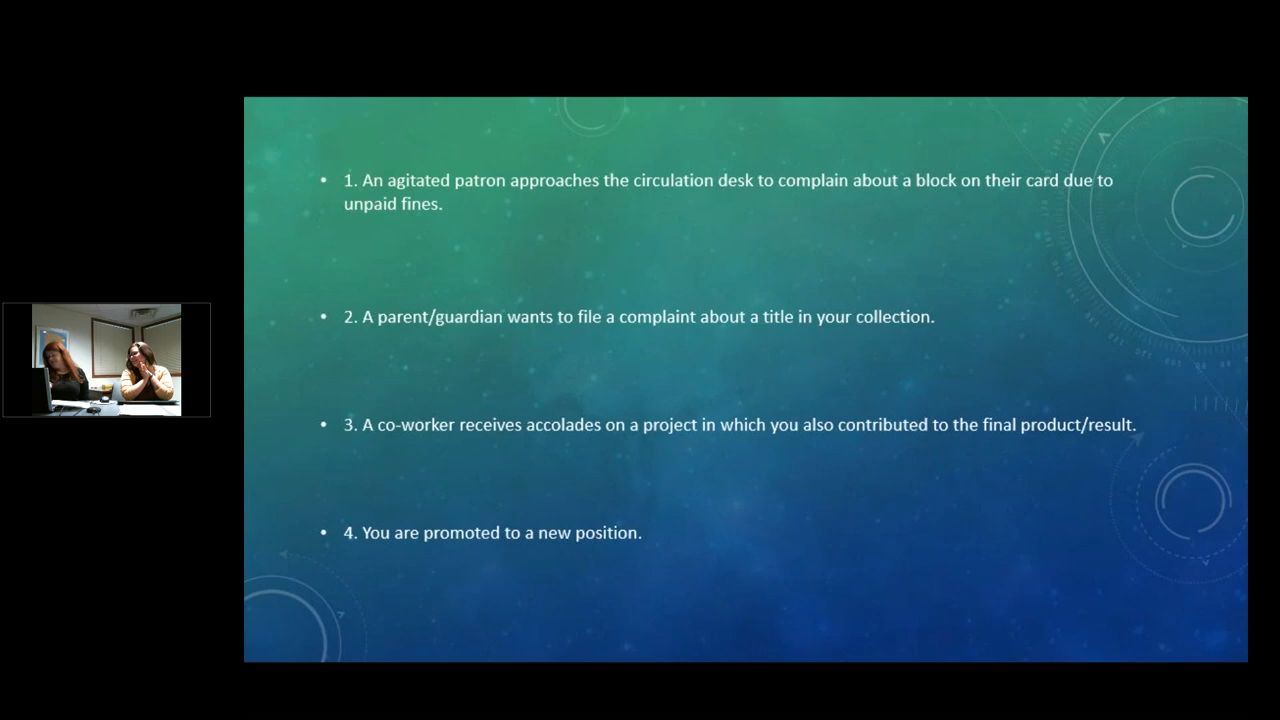 • 1. An agitated patron approaches the circulation desk to complain about a block on their card due to
unpaid fines.
• 2. A parent/guardian wants to file a complaint about a title in your collection.
• 3. A co-worker receives accolades on a project in which you also contributed to the final product/result.
• 4. You are promoted to a new position.